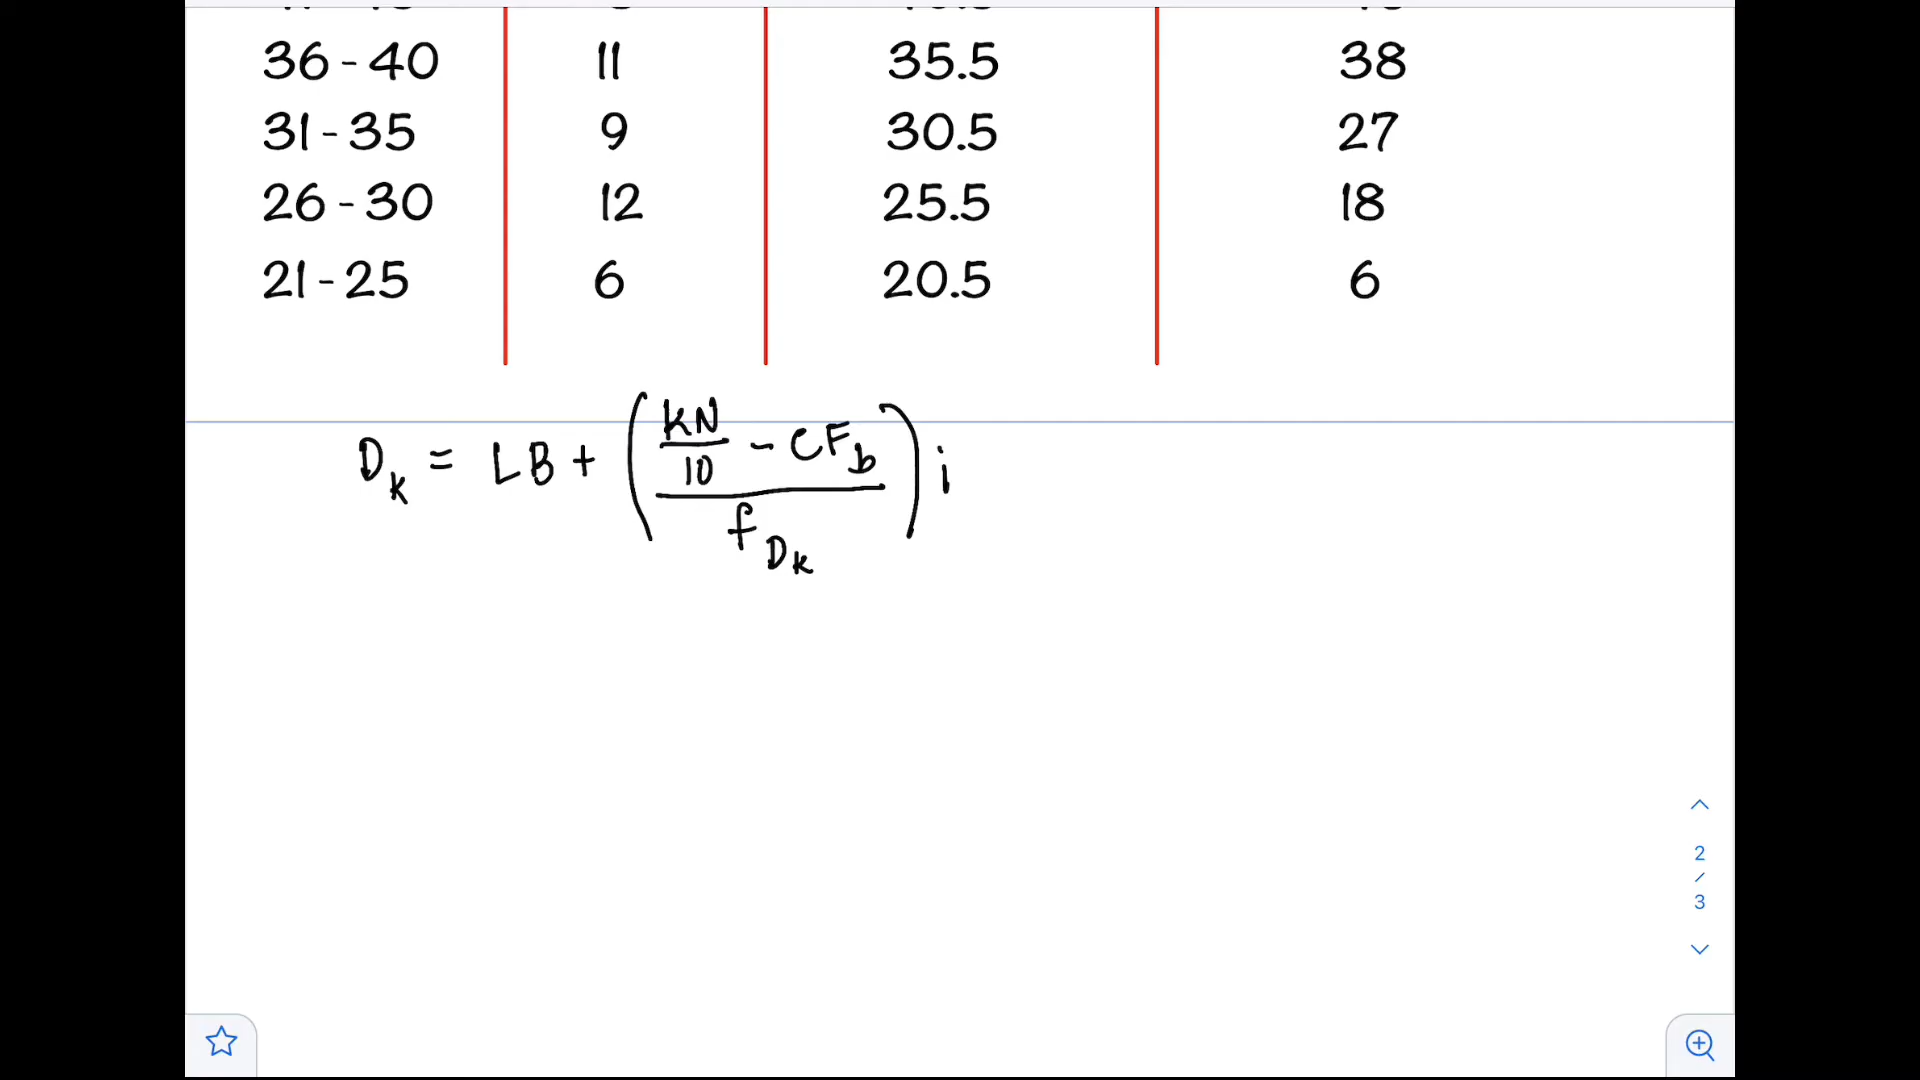 36 - 40 11 35.5 38
31 - 35 9 30.5 27
26 - 30 12 25.5 18
21 - 25 6 20.5 6
D_k = LB + ( (kN/10 - CF_b) / f_{D_k} ) i
2
/
3